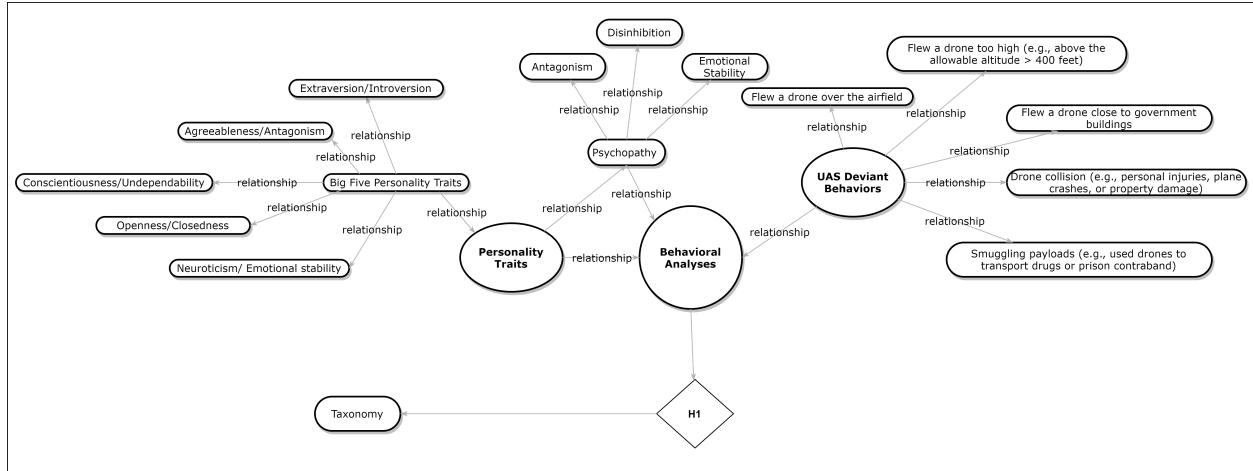 Disinhibition
Antagonism
Emotional
Stability
relationship
relationship
relationship
Psychopathy
Extraversion/Introversion
relationship
Agreeableness/Antagonism
relationship
Conscientiousness/Undependability
relationship
Big Five Personality Traits
relationship
Openness/Closedness
relationship
Neuroticism/ Emotional stability
relationship
Personality
Traits
relationship
relationship
relationship
Behavioral
Analyses
relationship
UAS Deviant
Behaviors
Flew a drone over the airfield
relationship
Flew a drone too high (e.g., above the
allowable altitude > 400 feet)
relationship
Flew a drone close to government
buildings
relationship
Drone collision (e.g., personal injuries, plane
crashes, or property damage)
relationship
Smuggling payloads (e.g., used drones to
transport drugs or prison contraband)
relationship
H1
Taxonomy